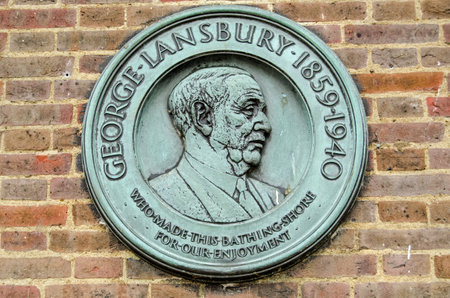 GEORGE·LANSBURY·1859-1940
WHO·MADE·THIS·BATHING·SHORE
FOR·OUR·ENJOYMENT